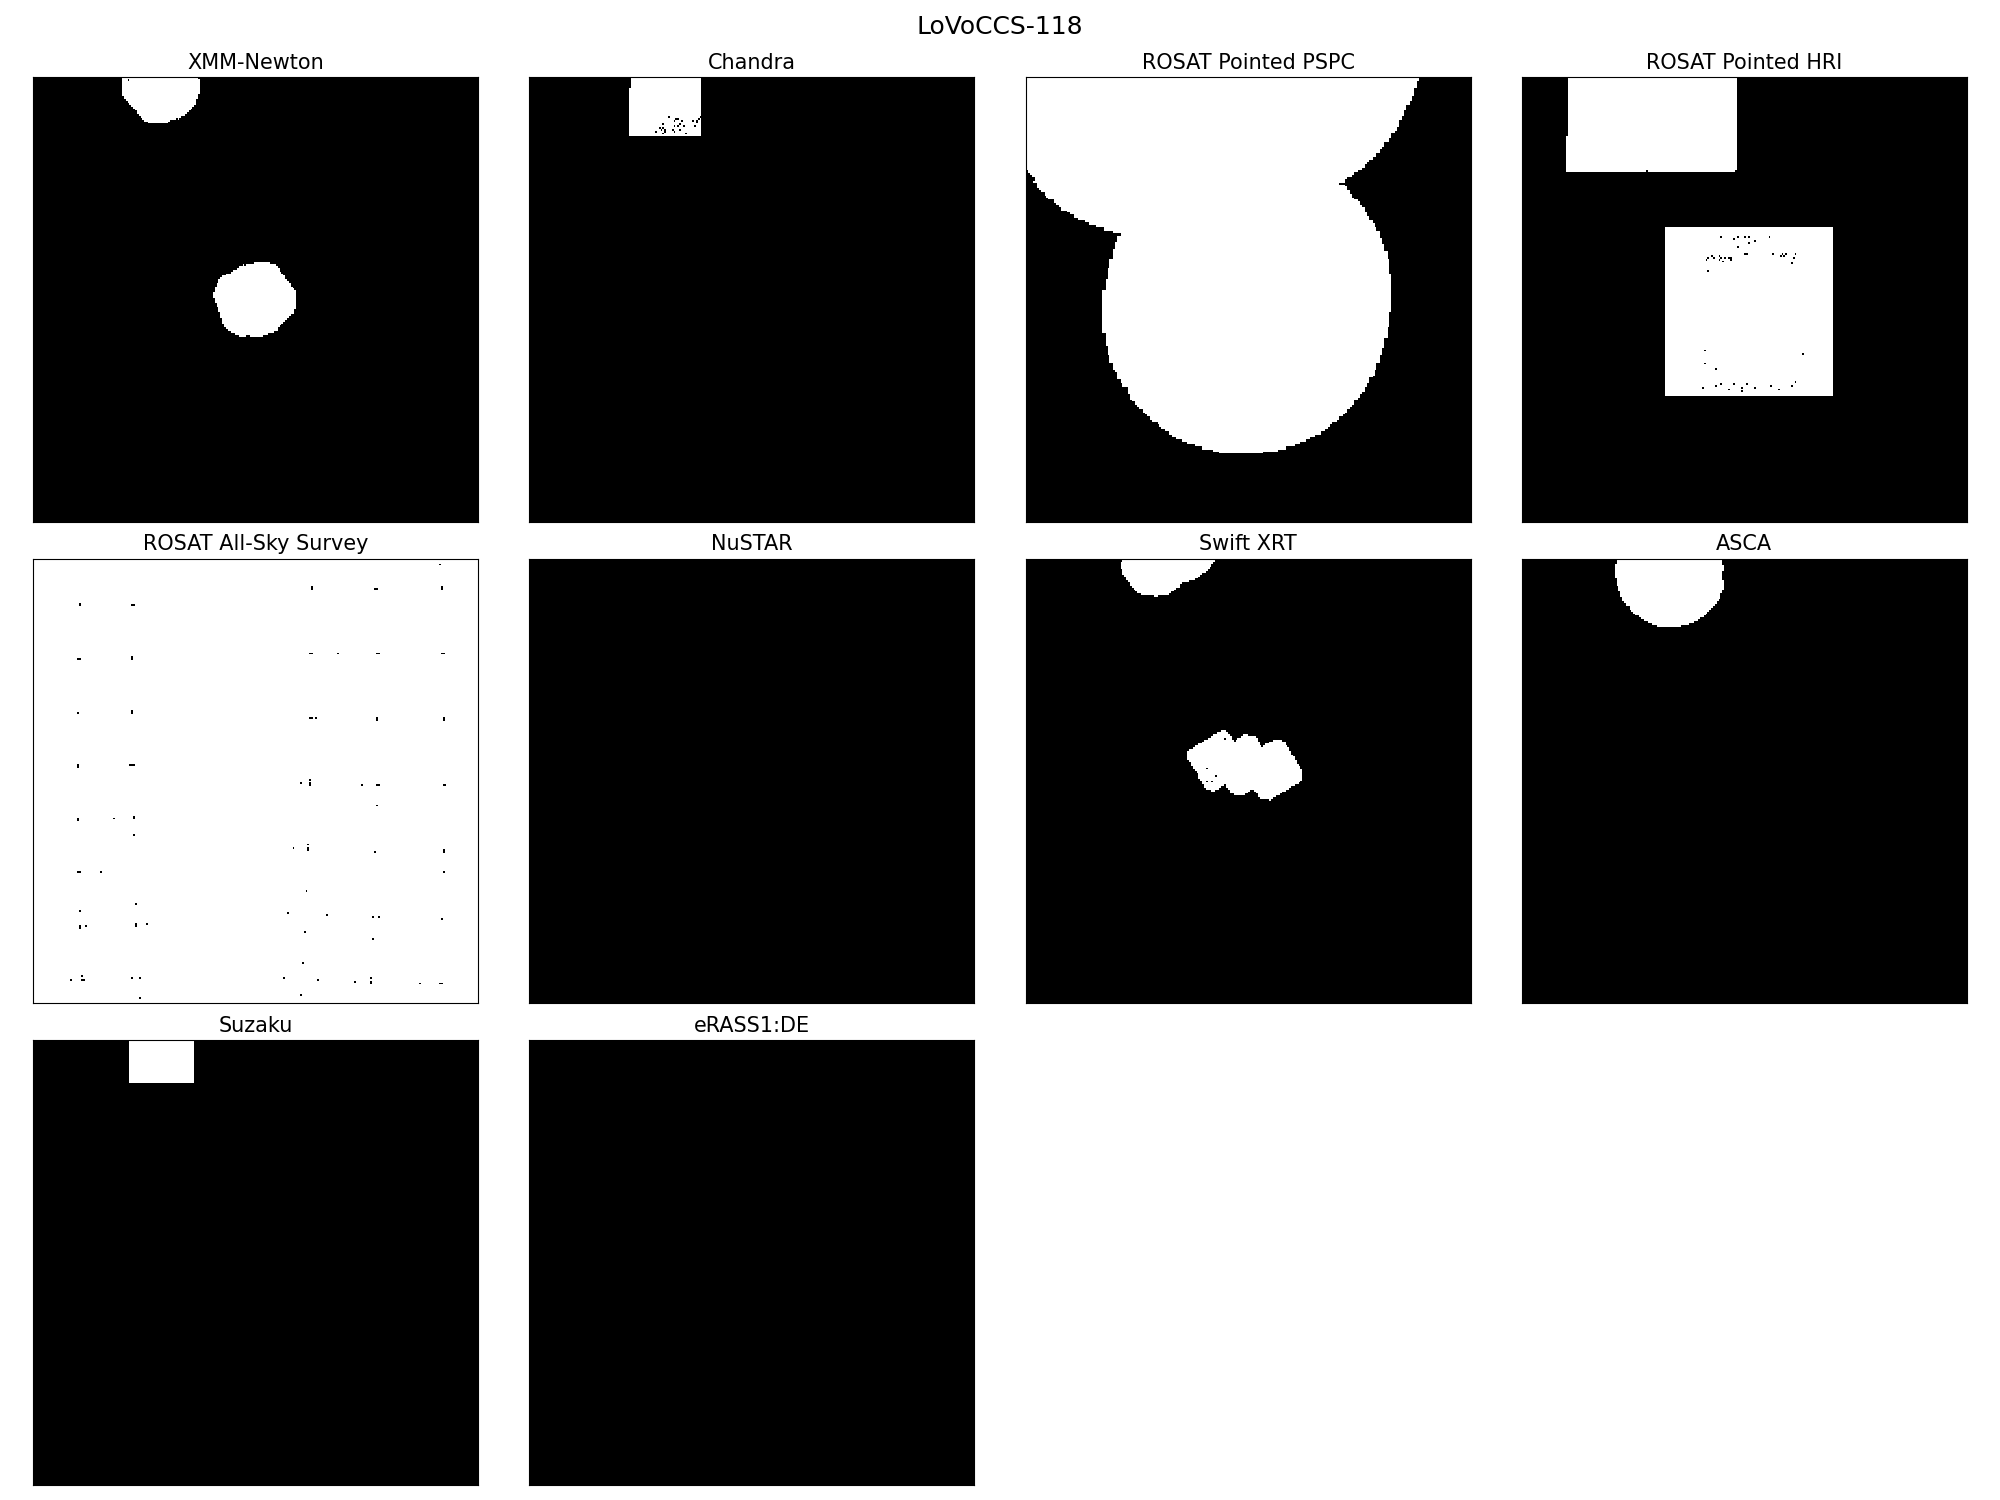 LoVoCCS-118
XMM-Newton
Chandra
ROSAT Pointed PSPC
ROSAT Pointed HRI
ROSAT All-Sky Survey
NuSTAR
Swift XRT
ASCA
Suzaku
eRASS1:DE